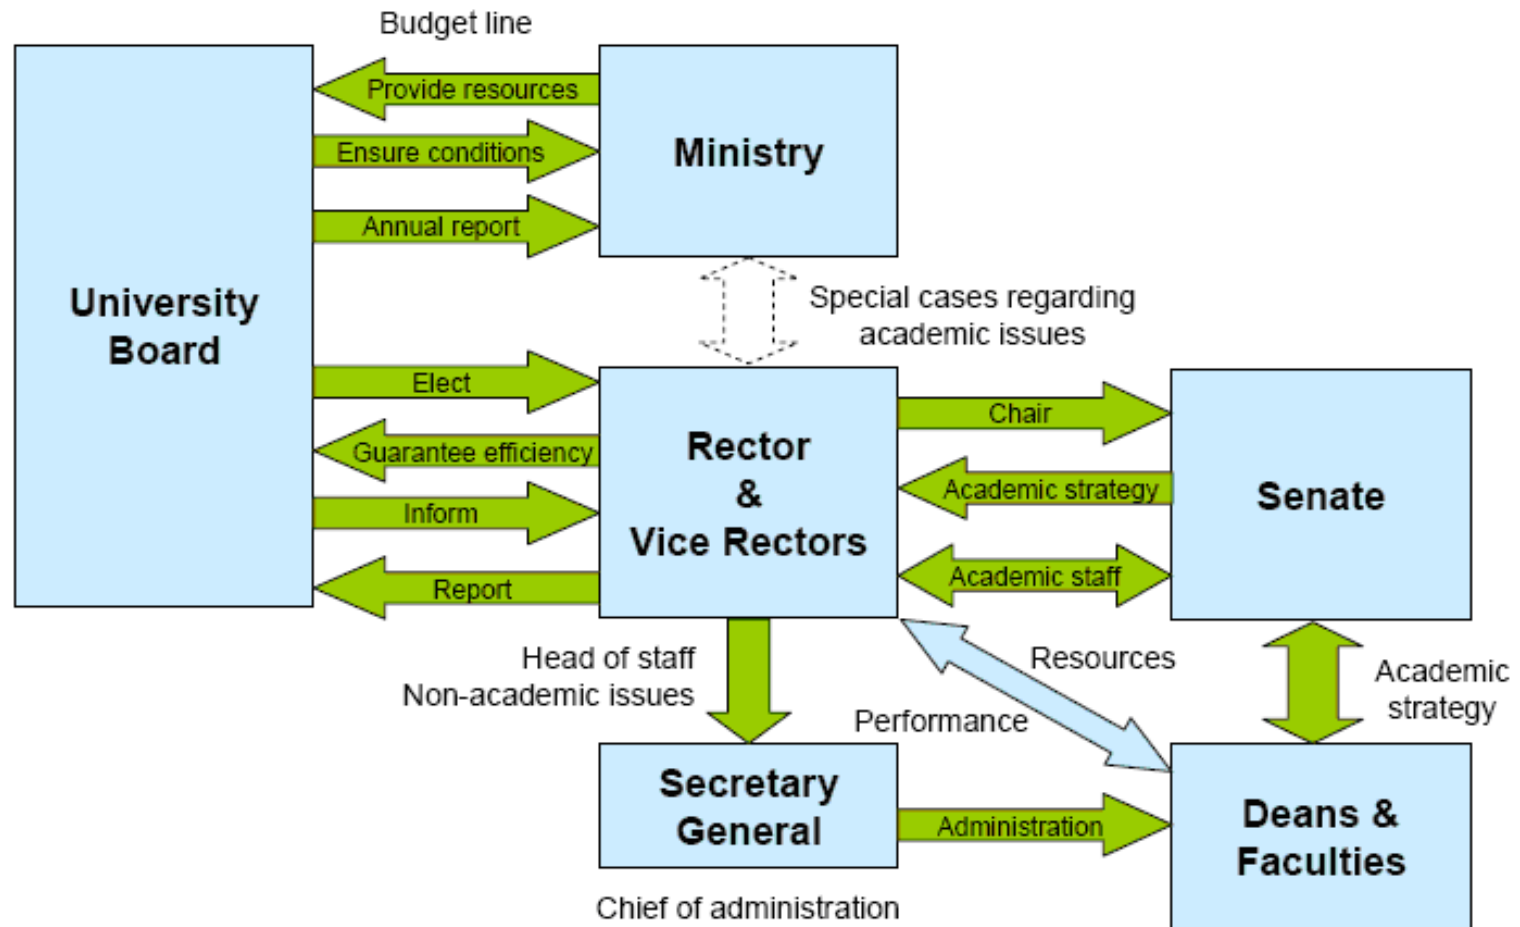 Budget line
Provide resources
Ensure conditions
Annual report
Ministry
University
Board
Special cases regarding
academic issues
Elect
Guarantee efficiency
Inform
Report
Rector
&
Vice Rectors
Chair
Academic strategy
Academic staff
Senate
Head of staff
Non-academic issues
Resources
Performance
Academic
strategy
Secretary
General
Administration
Deans &
Faculties
Chief of administration